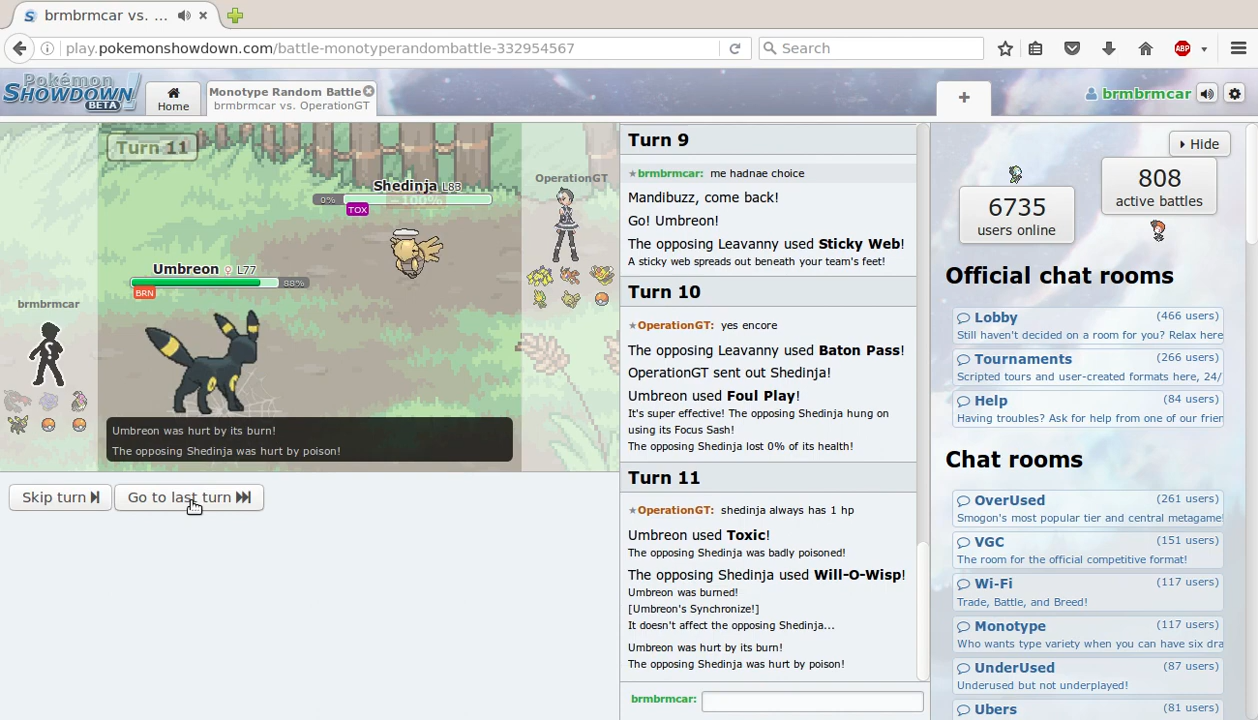 brmbrmcar vs. ...
play.pokemonshowdown.com/battle-monotyperandombattle-332954567
Search
ABP
Pokémon
SHOWDOWN!
BETA
Home
Monotype Random Battle
brmbrmcar vs. OperationGT
brmbrmcar
Turn 11
OperationGT
Shedinja L83
0%
−100%
TOX
Umbreon ♀ L77
88%
BRN
brmbrmcar
Umbreon was hurt by its burn!
The opposing Shedinja was hurt by poison!
Skip turn
Go to last turn
Turn 9
★brmbrmcar: me hadnae choice
Mandibuzz, come back!
Go! Umbreon!
The opposing Leavanny used Sticky Web!
A sticky web spreads out beneath your team's feet!
Turn 10
★OperationGT: yes encore
The opposing Leavanny used Baton Pass!
OperationGT sent out Shedinja!
Umbreon used Foul Play!
It's super effective! The opposing Shedinja hung on
using its Focus Sash!
The opposing Shedinja lost 0% of its health!
Turn 11
★OperationGT: shedinja always has 1 hp
Umbreon used Toxic!
The opposing Shedinja was badly poisoned!
The opposing Shedinja used Will-O-Wisp!
Umbreon was burned!
[Umbreon's Synchronize!]
It doesn't affect the opposing Shedinja...
Umbreon was hurt by its burn!
The opposing Shedinja was hurt by poison!
brmbrmcar:
Hide
6735
users online
808
active battles
Official chat rooms
Lobby (466 users)
Still haven't decided on a room for you? Relax here
Tournaments (266 users)
Scripted tours and user-created formats here, 24/
Help (84 users)
Having troubles? Ask for help from one of our frien
Chat rooms
OverUsed (261 users)
Smogon's most popular tier and central metagame!
VGC (151 users)
The room for the official competitive format!
Wi-Fi (117 users)
Trade, Battle, and Breed!
Monotype (117 users)
Who wants type variety when you can have six dra
UnderUsed (87 users)
Underused but not underplayed!
Ubers (81 users)